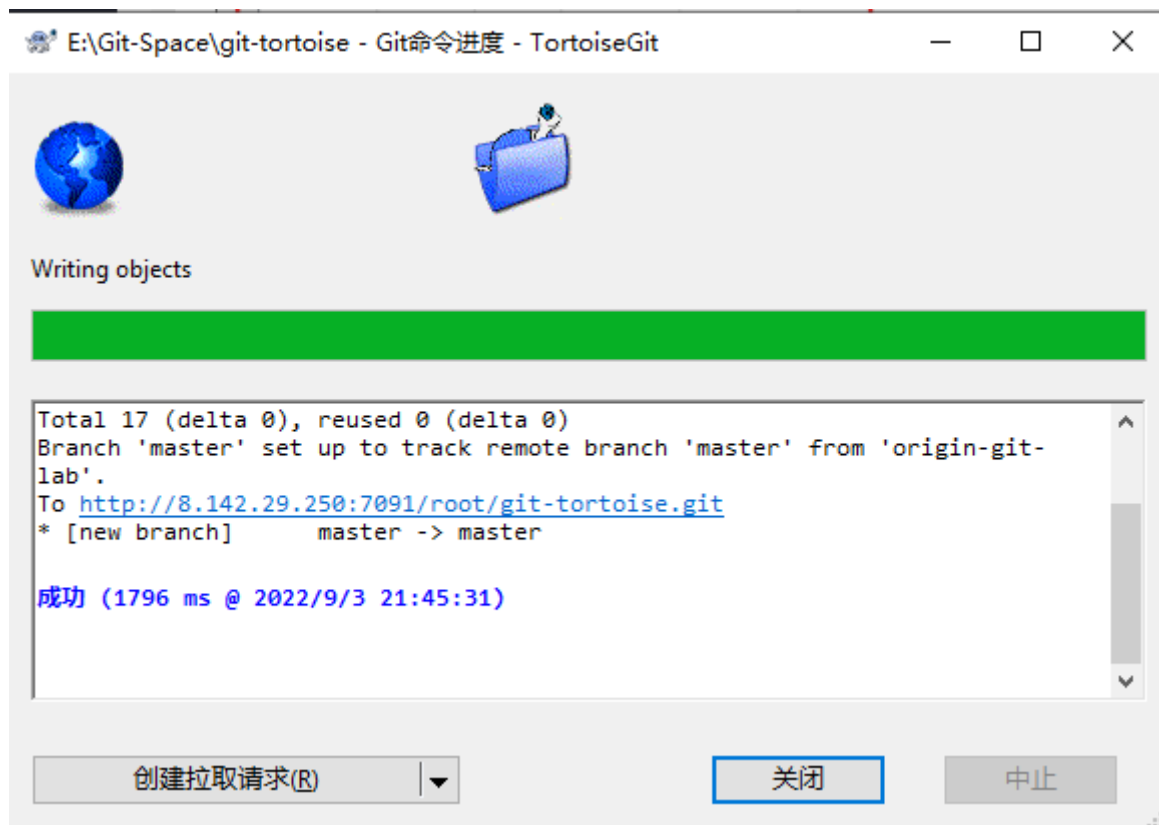 E:\Git-Space\git-tortoise - Git命令进度 - TortoiseGit
Writing objects
Total 17 (delta 0), reused 0 (delta 0)
Branch 'master' set up to track remote branch 'master' from 'origin-git-
lab'.
To http://8.142.29.250:7091/root/git-tortoise.git
* [new branch]      master -> master
成功 (1796 ms @ 2022/9/3 21:45:31)
创建拉取请求(R)
关闭
中止